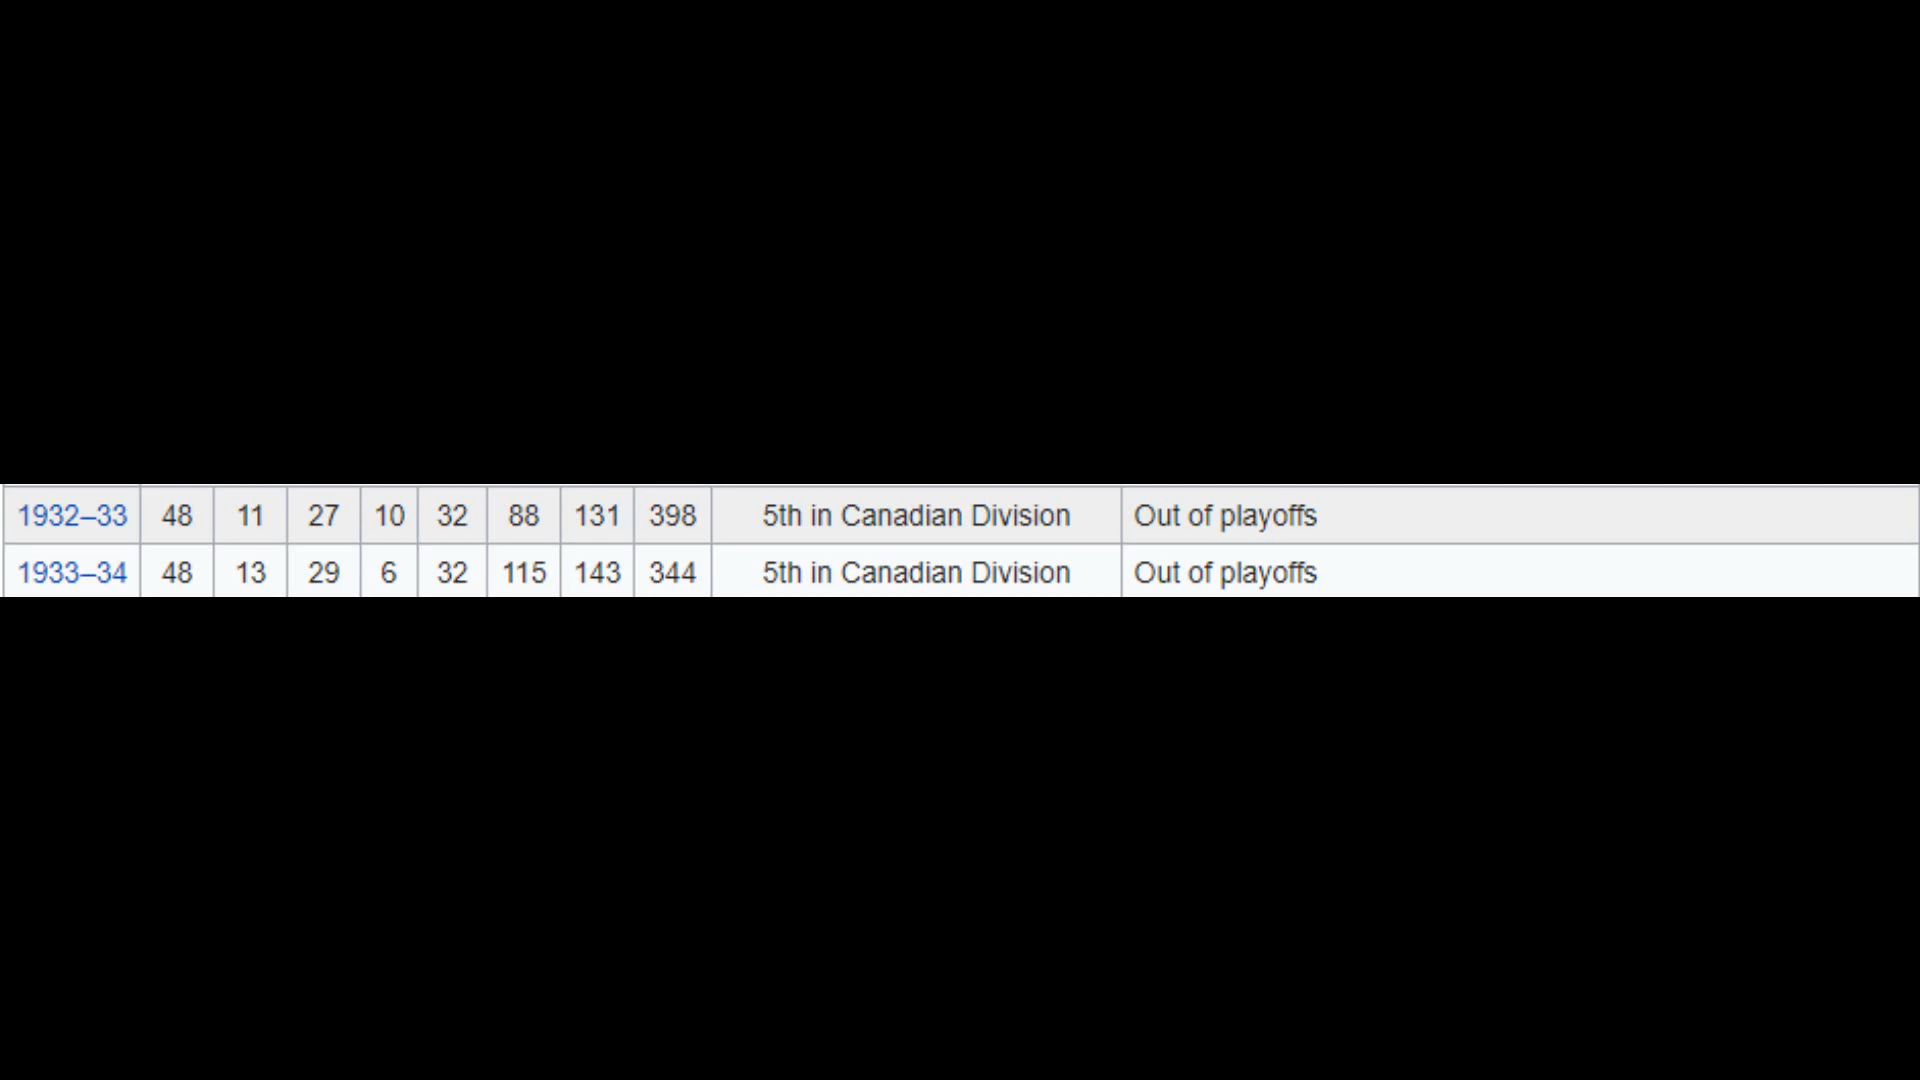 1932–33 48 11 27 10 32 88 131 398 5th in Canadian Division Out of playoffs
1933–34 48 13 29 6 32 115 143 344 5th in Canadian Division Out of playoffs